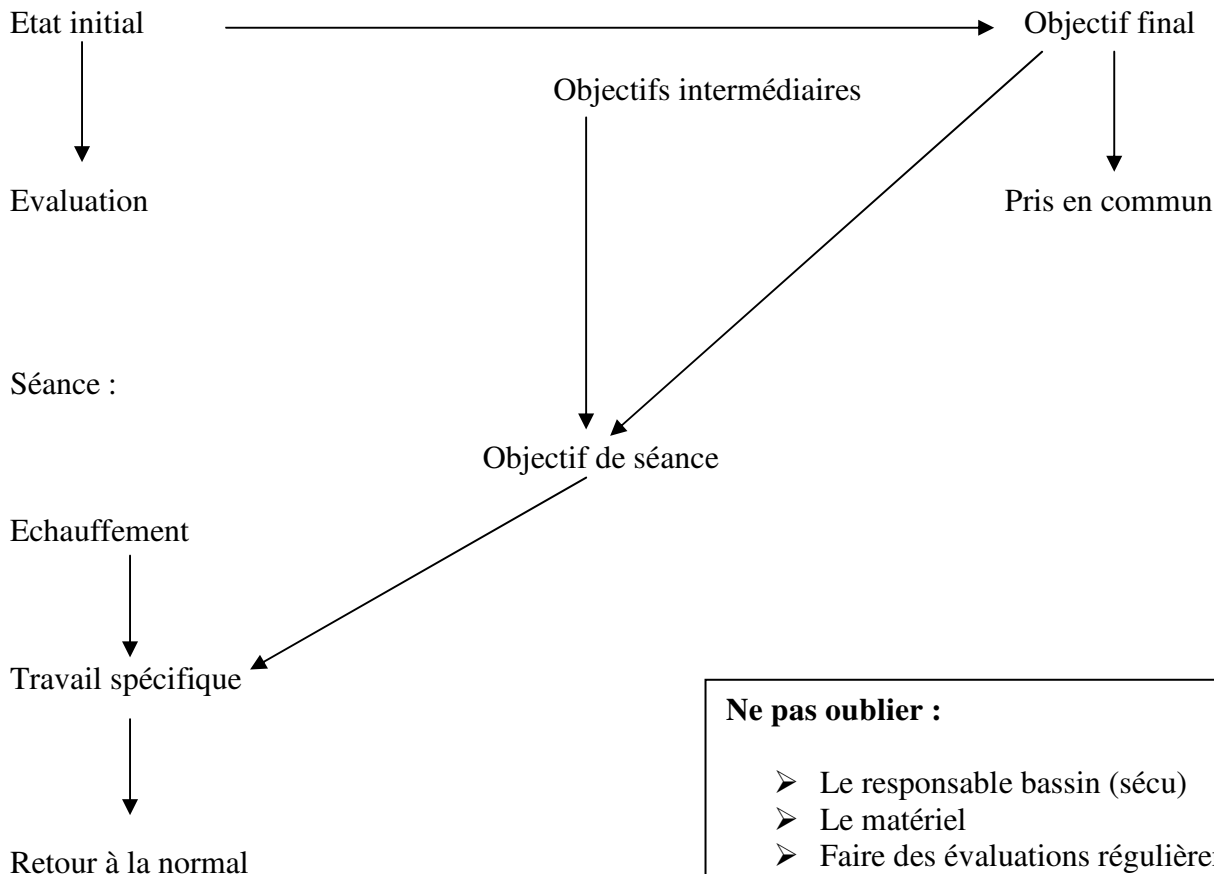 Etat initial Objectif final
Objectifs intermédiaires
Evaluation Pris en commun
Séance :
Objectif de séance
Echauffement
Travail spécifique
Ne pas oublier :
➤ Le responsable bassin (sécu)
➤ Le matériel
Retour à la normal
➤ Faire des évaluations